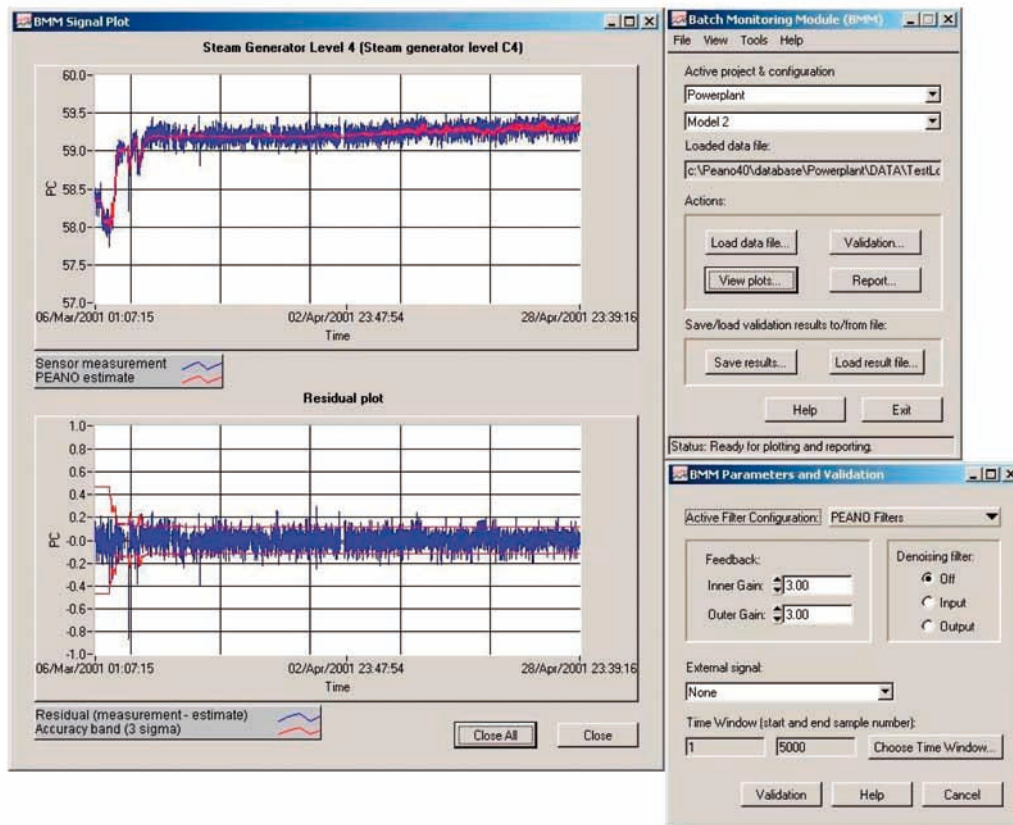 BMM Signal Plot
Steam Generator Level 4 (Steam generator level C4)
60.0
59.5
59.0
58.5
58.0
57.5
57.0
PC
06/Mar/2001 01:07:15
02/Apr/2001 23:47:54
28/Apr/2001 23:39:16
Time
Sensor measurement
PEANO estimate
Residual plot
1.0
0.8
0.6
0.4
0.2
-0.0
-0.2
-0.4
-0.6
-0.8
-1.0
PC
06/Mar/2001 01:07:15
02/Apr/2001 23:47:54
28/Apr/2001 23:39:16
Time
Residual (measurement - estimate)
Accuracy band (3 sigma)
Close All
Close
Batch Monitoring Module (BMM)
File View Tools Help
Active project & configuration
Powerplant
Model 2
Loaded data file:
c:\Peano40\database\Powerplant\DATA\TestLo
Actions:
Load data file... Validation...
View plots... Report...
Save/load validation results to/from file:
Save results... Load result file...
Help Exit
Status: Ready for plotting and reporting.
BMM Parameters and Validation
Active Filter Configuration: PEANO Filters
Feedback:
Inner Gain: 3.00
Outer Gain: 3.00
Denoising filter:
Off
Input
Output
External signal:
None
Time Window (start and end sample number):
1 5000 Choose Time Window...
Validation Help Cancel